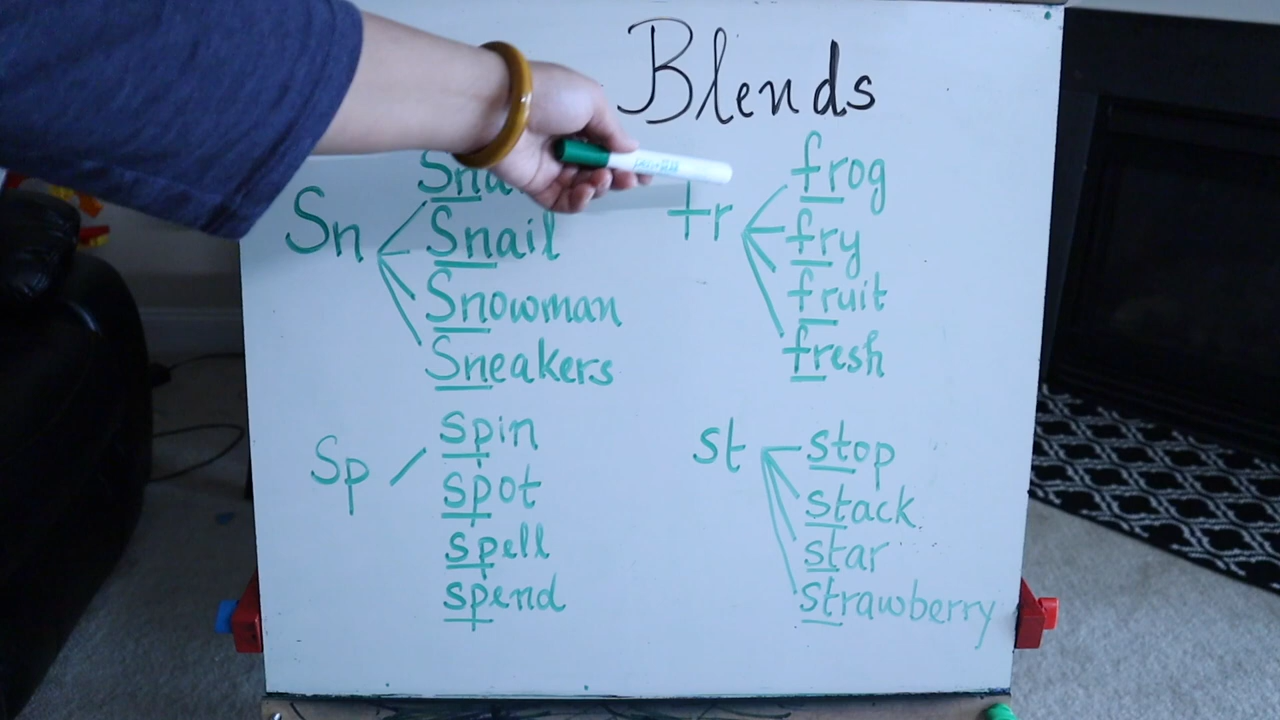 Blends
Sn
Snail
Snowman
Sneakers
fr
frog
fry
fruit
fresh
Sp
spin
spot
spell
spend
st
stop
stack
star
strawberry